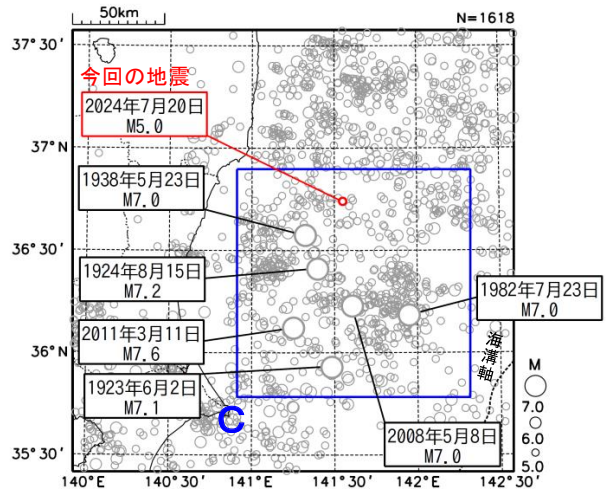 50km
N=1618
37°30′
今回の地震
2024年7月20日
M5.0
37°N
1938年5月23日
M7.0
36°30′
1924年8月15日
M7.2
1982年7月23日
M7.0
2011年3月11日
M7.6
36°N
海溝軸
1923年6月2日
M7.1
C
2008年5月8日
M7.0
M
7.0
6.0
5.0
35°30′
140°E
140°30′
141°E
141°30′
142°E
142°30′